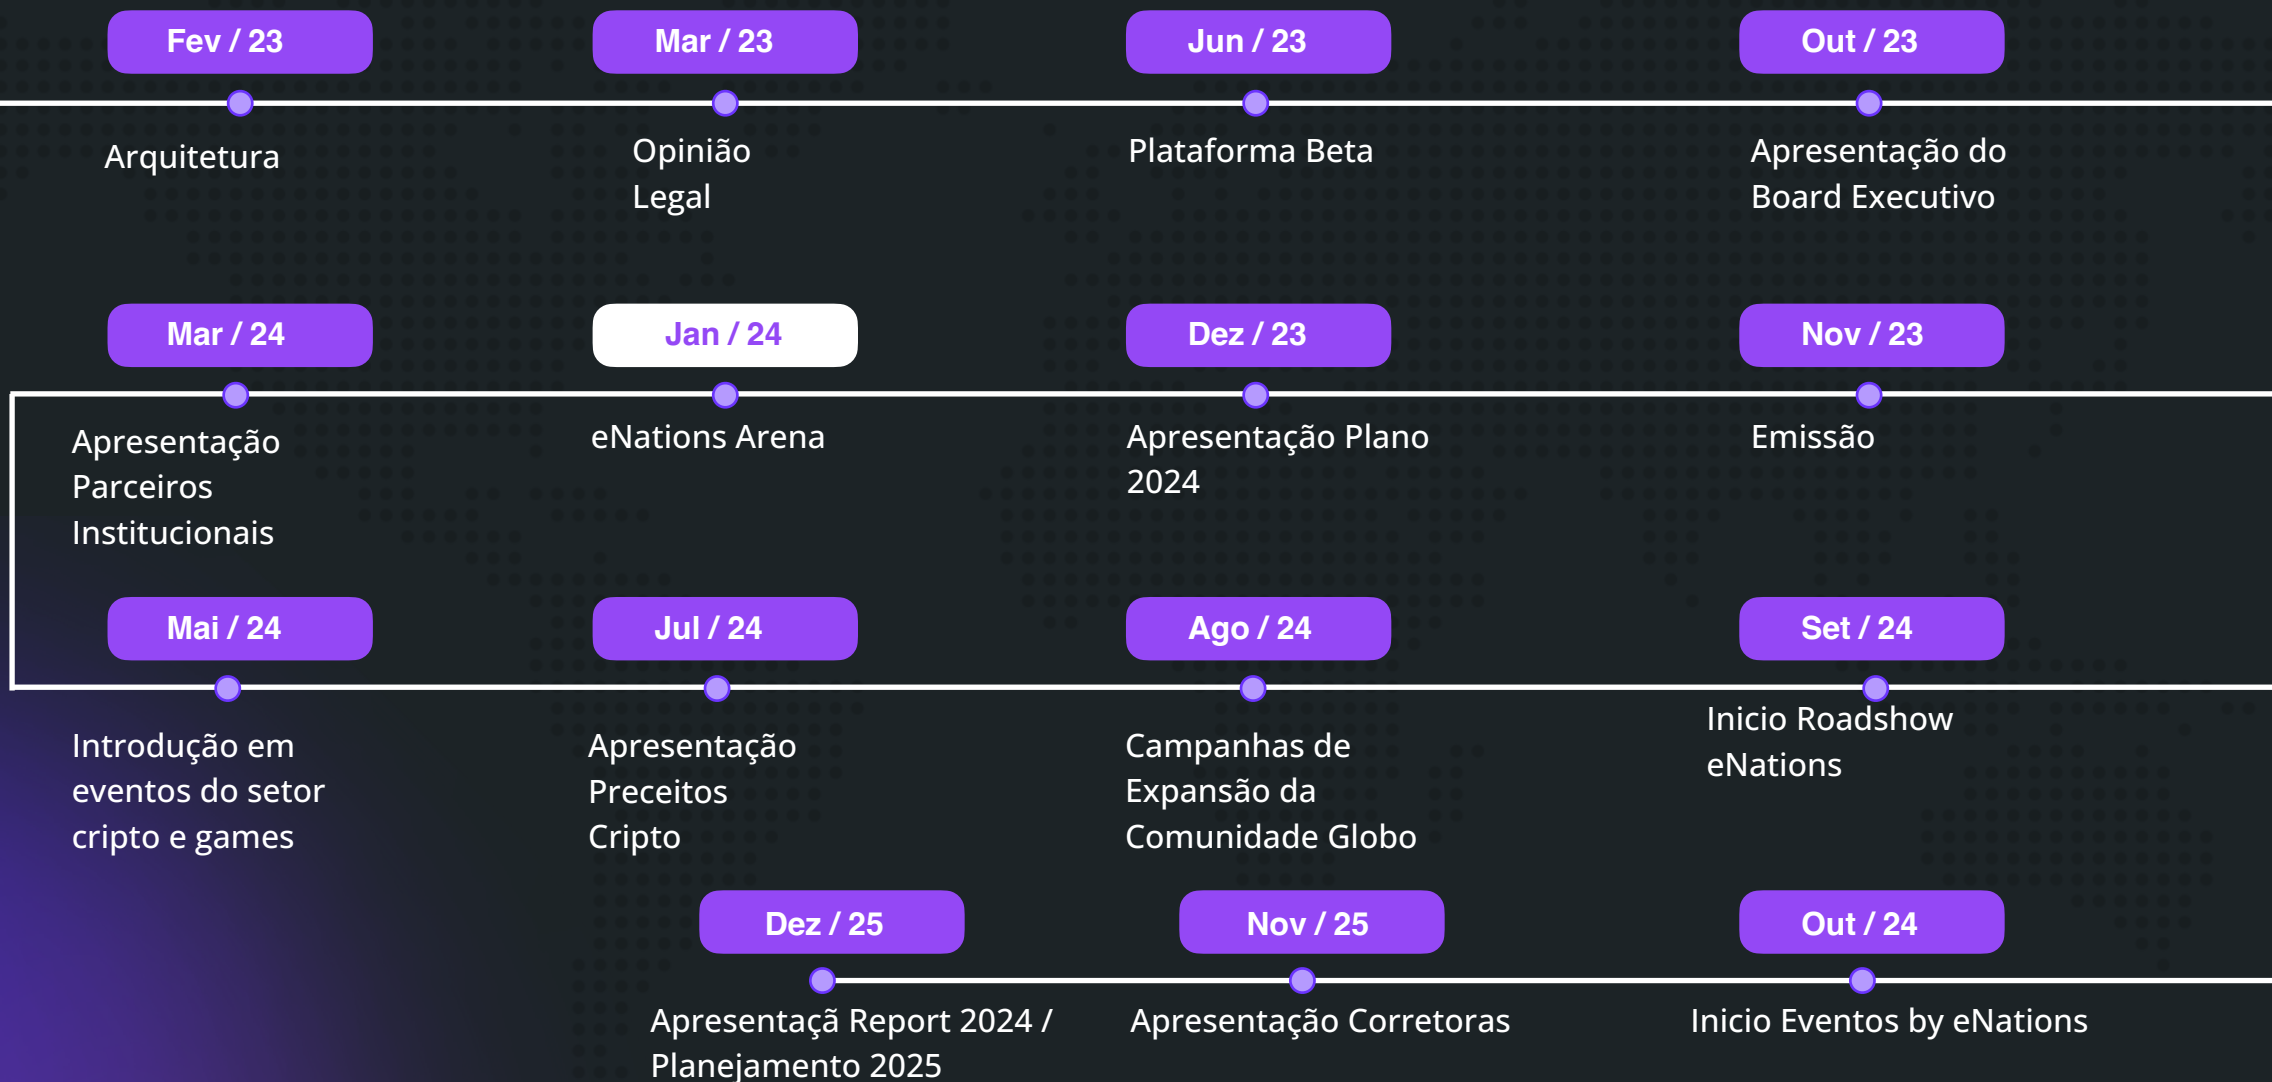 Fev / 23
Mar / 23
Jun / 23
Out / 23
Arquitetura
Opinião
Legal
Plataforma Beta
Apresentação do
Board Executivo
Mar / 24
Jan / 24
Dez / 23
Nov / 23
Apresentação
Parceiros
Institucionais
eNations Arena
Apresentação Plano
2024
Emissão
Mai / 24
Jul / 24
Ago / 24
Set / 24
Introdução em
eventos do setor
cripto e games
Apresentação
Preceitos
Cripto
Campanhas de
Expansão da
Comunidade Globo
Inicio Roadshow
eNations
Dez / 25
Nov / 25
Out / 24
Apresentaçã Report 2024 /
Planejamento 2025
Apresentação Corretoras
Inicio Eventos by eNations